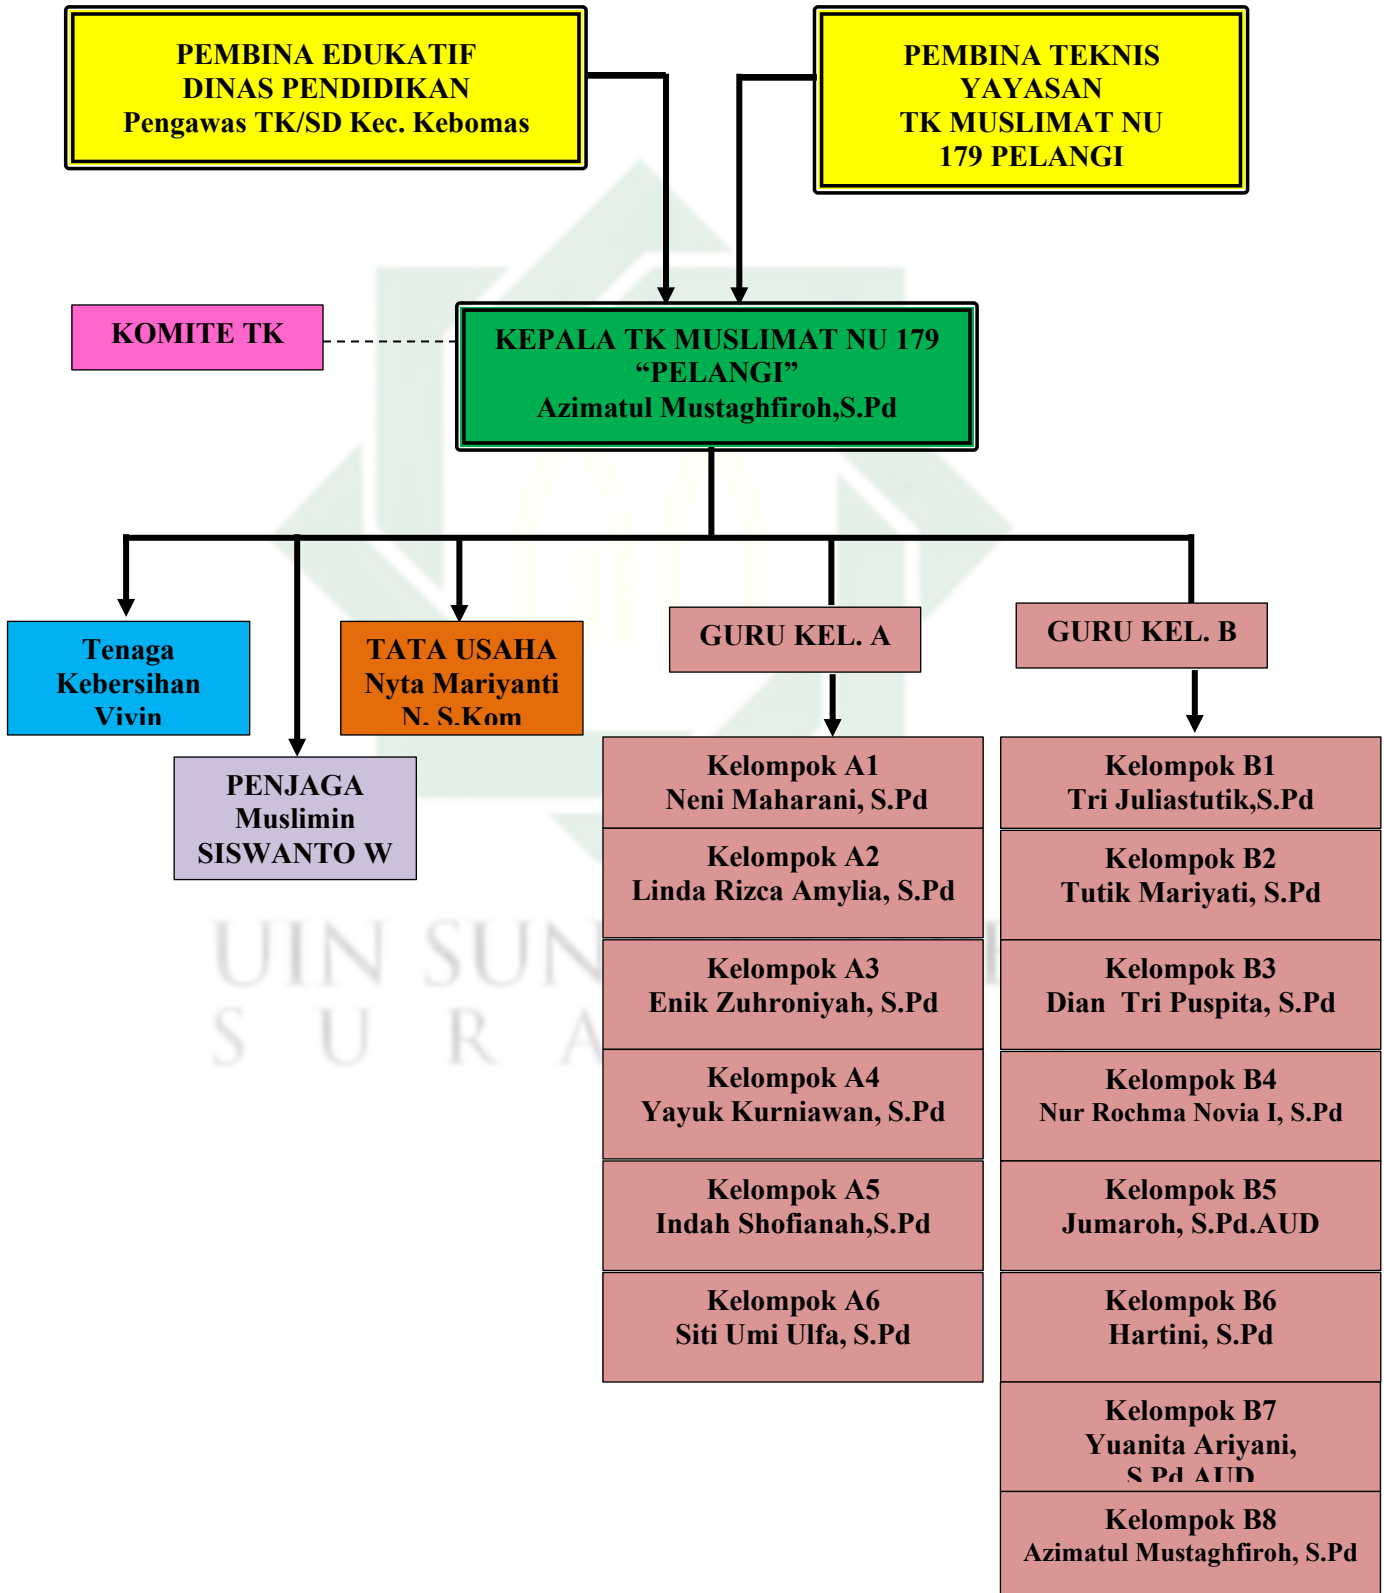 PEMBINA EDUKATIF
DINAS PENDIDIKAN
Pengawas TK/SD Kec. Kebomas
PEMBINA TEKNIS
YAYASAN
TK MUSLIMAT NU
179 PELANGI
KOMITE TK
KEPALA TK MUSLIMAT NU 179
“PELANGI”
Azimatul Mustaghfiroh,S.Pd
Tenaga
Kebersihan
Vivin
PENJAGA
Muslimin
SISWANTO W
TATA USAHA
Nyta Mariyanti
N. S.Kom
GURU KEL. A
Kelompok A1
Neni Maharani, S.Pd
Kelompok A2
Linda Rizca Amylia, S.Pd
Kelompok A3
Enik Zuhroniyah, S.Pd
Kelompok A4
Yayuk Kurniawan, S.Pd
Kelompok A5
Indah Shofianah,S.Pd
Kelompok A6
Siti Umi Ulfa, S.Pd
GURU KEL. B
Kelompok B1
Tri Juliastutik,S.Pd
Kelompok B2
Tutik Mariyati, S.Pd
Kelompok B3
Dian  Tri Puspita, S.Pd
Kelompok B4
Nur Rochma Novia I, S.Pd
Kelompok B5
Jumaroh, S.Pd.AUD
Kelompok B6
Hartini, S.Pd
Kelompok B7
Yuanita Ariyani,
S.Pd.AUD
Kelompok B8
Azimatul Mustaghfiroh, S.Pd
UIN SUN
S U R A